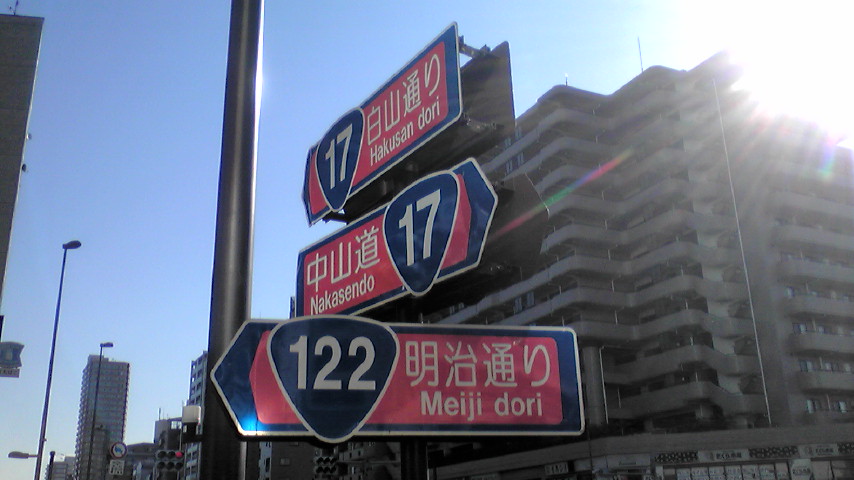 17 白山通り
Hakusan dori
中山道 17
Nakasendo
122 明治通り
Meiji dori